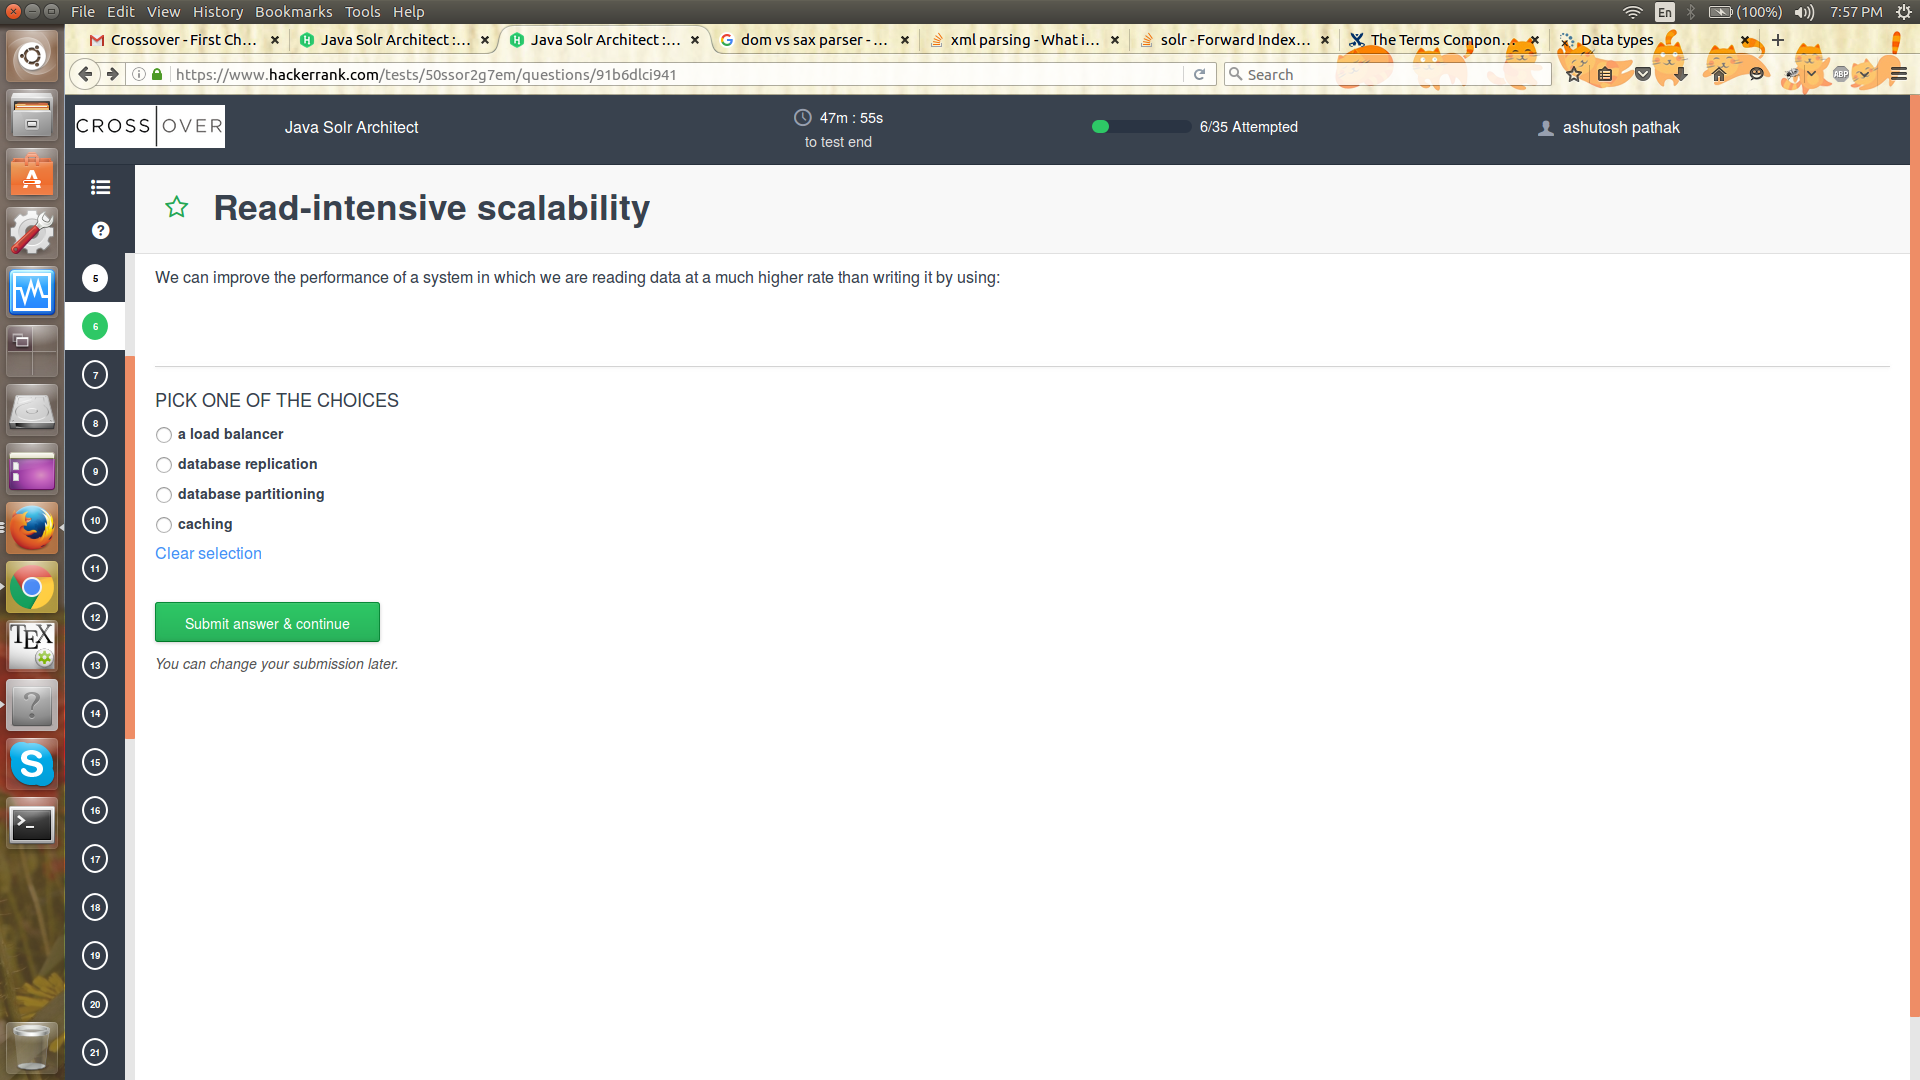 File Edit View History Bookmarks Tools Help
En (100%) 7:57 PM
Crossover - First Ch... Java Solr Architect :... Java Solr Architect :... dom vs sax parser - ... xml parsing - What i... solr - Forward Index... The Terms Compon... Data types
https://www.hackerrank.com/tests/50ssor2g7em/questions/91b6dlci941
Search
ABP
CROSS OVER
Java Solr Architect
47m : 55s
to test end
6/35 Attempted
ashutosh pathak
Read-intensive scalability
We can improve the performance of a system in which we are reading data at a much higher rate than writing it by using:
PICK ONE OF THE CHOICES
a load balancer
database replication
database partitioning
caching
Clear selection
Submit answer & continue
You can change your submission later.
5
6
7
8
9
10
11
12
13
14
15
16
17
18
19
20
21
TEX